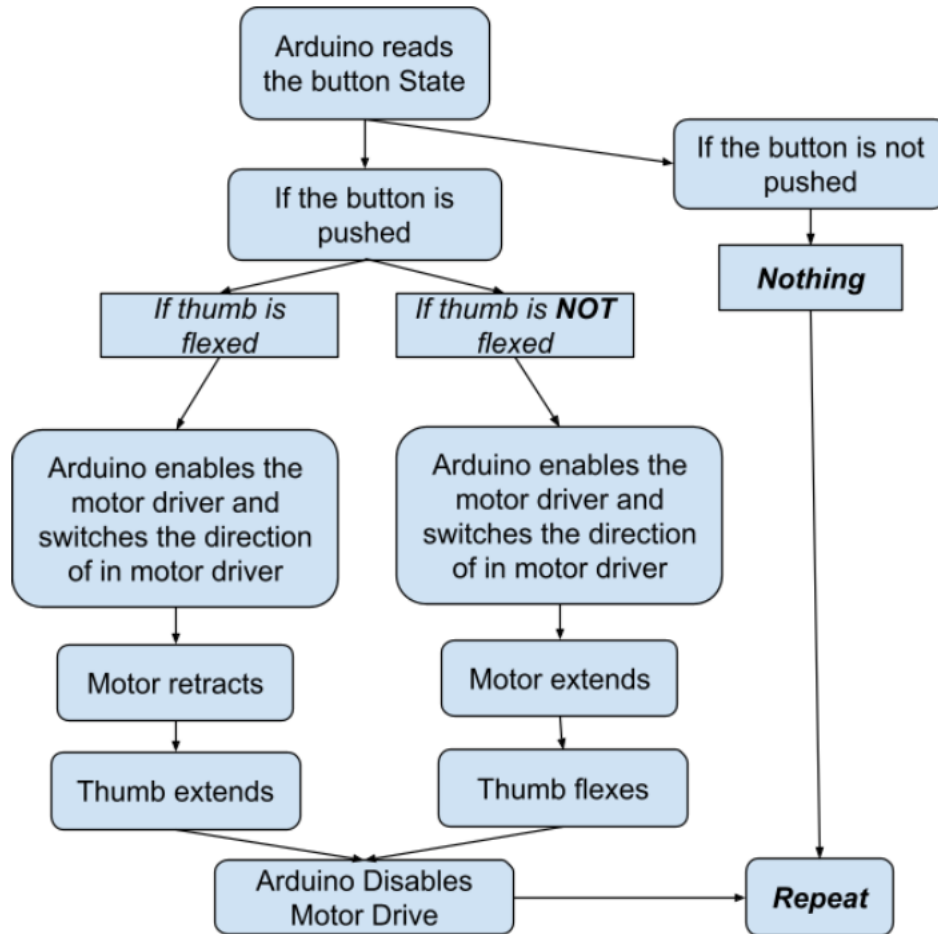 Arduino reads
the button State
If the button is not
pushed
If the button is
pushed
Nothing
If thumb is
flexed
If thumb is NOT
flexed
Arduino enables the
motor driver and
switches the direction
of in motor driver
Arduino enables the
motor driver and
switches the direction
of in motor driver
Motor retracts
Motor extends
Thumb extends
Thumb flexes
Arduino Disables
Motor Drive
Repeat